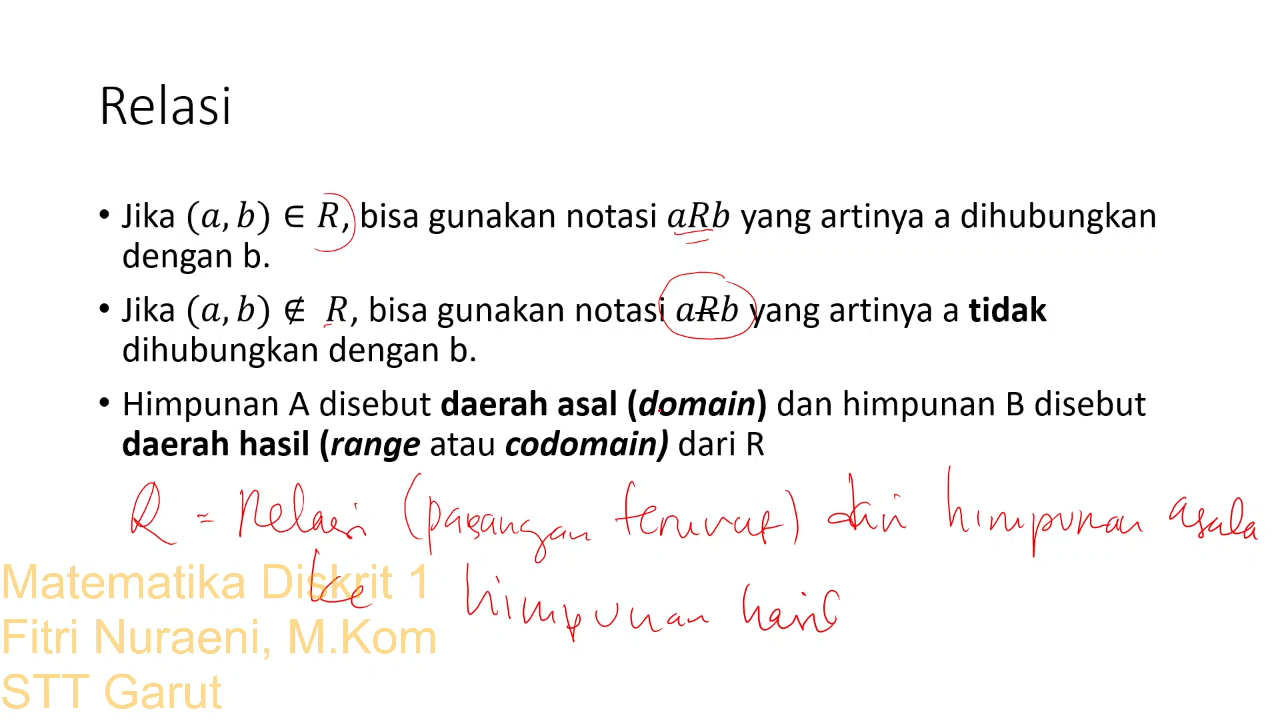 Relasi
• Jika (a, b) ∈ R, bisa gunakan notasi aRb yang artinya a dihubungkan
dengan b.
• Jika (a, b) ∉ R, bisa gunakan notasi aR̶b yang artinya a tidak
dihubungkan dengan b.
• Himpunan A disebut daerah asal (domain) dan himpunan B disebut
daerah hasil (range atau codomain) dari R
R = Relasi (pasangan terurut) dari himpunan asala
ke himpunan hasil
Matematika Diskrit 1
Fitri Nuraeni, M.Kom
STT Garut